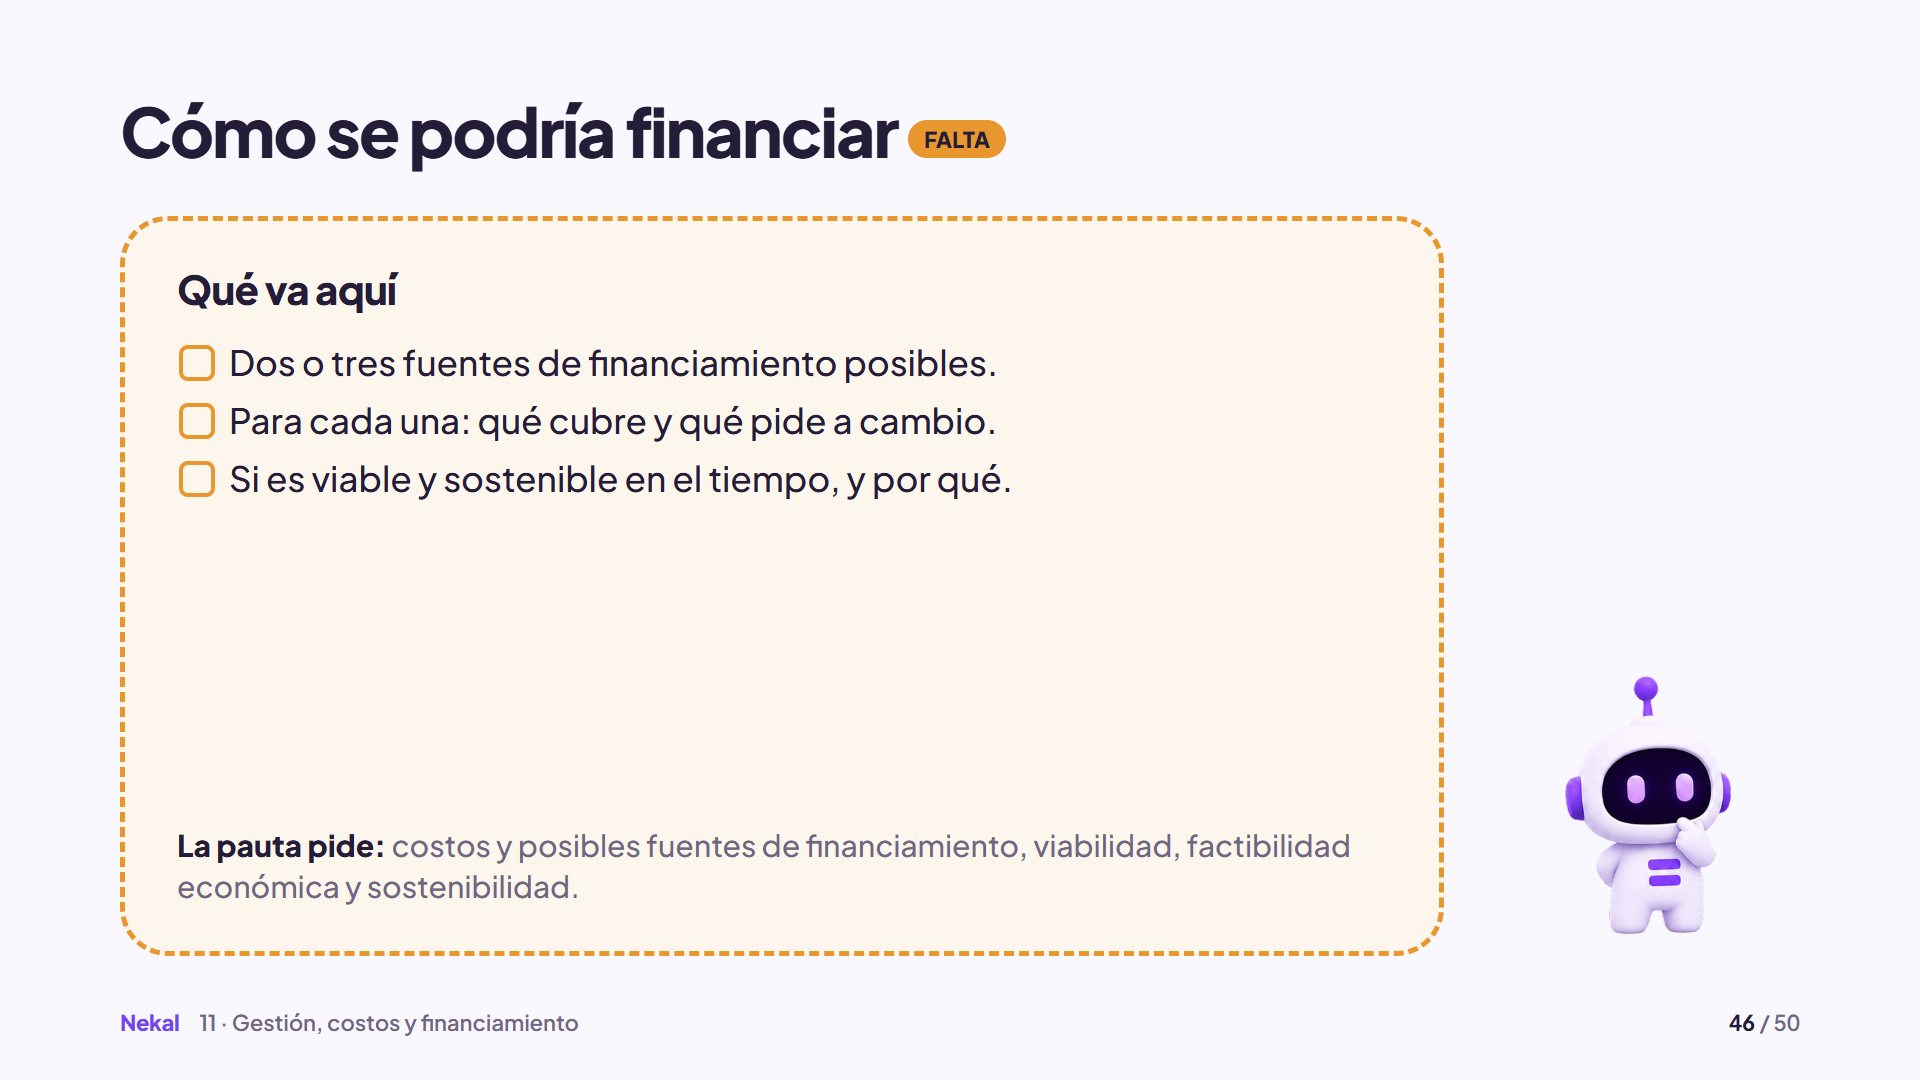 Cómo se podría financiar FALTA
Qué va aquí
Dos o tres fuentes de financiamiento posibles.
Para cada una: qué cubre y qué pide a cambio.
Si es viable y sostenible en el tiempo, y por qué.
La pauta pide: costos y posibles fuentes de financiamiento, viabilidad, factibilidad
económica y sostenibilidad.
Nekal 11 · Gestión, costos y financiamiento 46 / 50